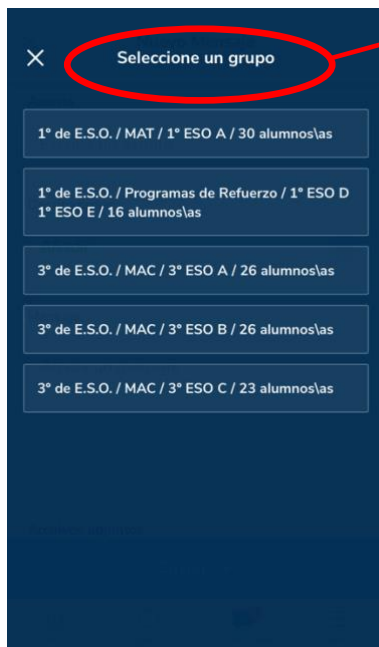 Seleccione un grupo
1º de E.S.O. / MAT / 1º ESO A / 30 alumnos\as
1º de E.S.O. / Programas de Refuerzo / 1º ESO D
1º ESO E / 16 alumnos\as
3º de E.S.O. / MAC / 3º ESO A / 26 alumnos\as
3º de E.S.O. / MAC / 3º ESO B / 26 alumnos\as
3º de E.S.O. / MAC / 3º ESO C / 23 alumnos\as